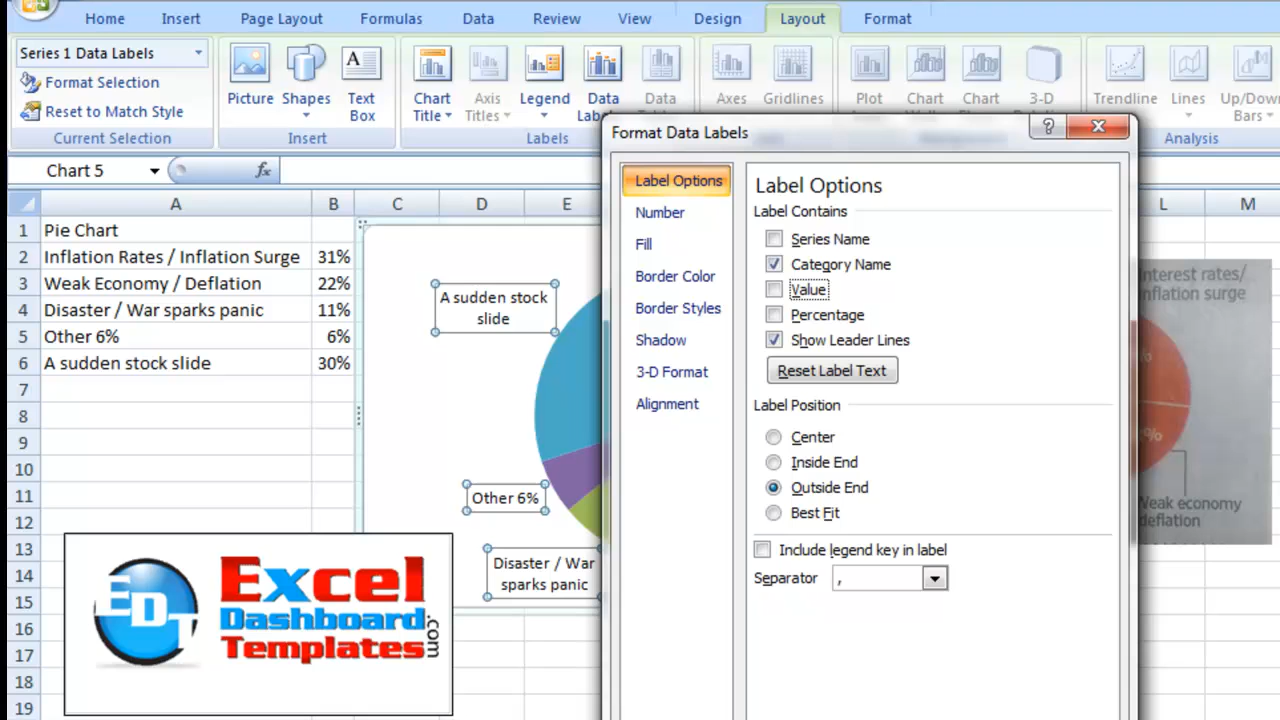 Home Insert Page Layout Formulas Data Review View Design Layout Format
Series 1 Data Labels
Format Selection
Reset to Match Style
Current Selection
Picture
Shapes
Text
Box
Insert
Chart
Title
Axis
Titles
Legend
Data
Labels
Data
Labels
Axes
Gridlines
Plot
Chart
Chart
3-D
Trendline
Lines
Up/Down
Bars
Analysis
Format Data Labels
Chart 5
fx
A B C D E L M
1 Pie Chart
2 Inflation Rates / Inflation Surge 31%
3 Weak Economy / Deflation 22%
4 Disaster / War sparks panic 11%
5 Other 6% 6%
6 A sudden stock slide 30%
7
8
9
10
11
12
13
14
15
16
17
18
19
A sudden stock
slide
Other 6%
Disaster / War
sparks panic
Label Options
Number
Fill
Border Color
Border Styles
Shadow
3-D Format
Alignment
Label Options
Label Contains
Series Name
Category Name
Value
Percentage
Show Leader Lines
Reset Label Text
Label Position
Center
Inside End
Outside End
Best Fit
Include legend key in label
Separator ,
Interest rates/
inflation surge
%
%
Weak economy
deflation
EDT
Excel
Dashboard
Templates
.com